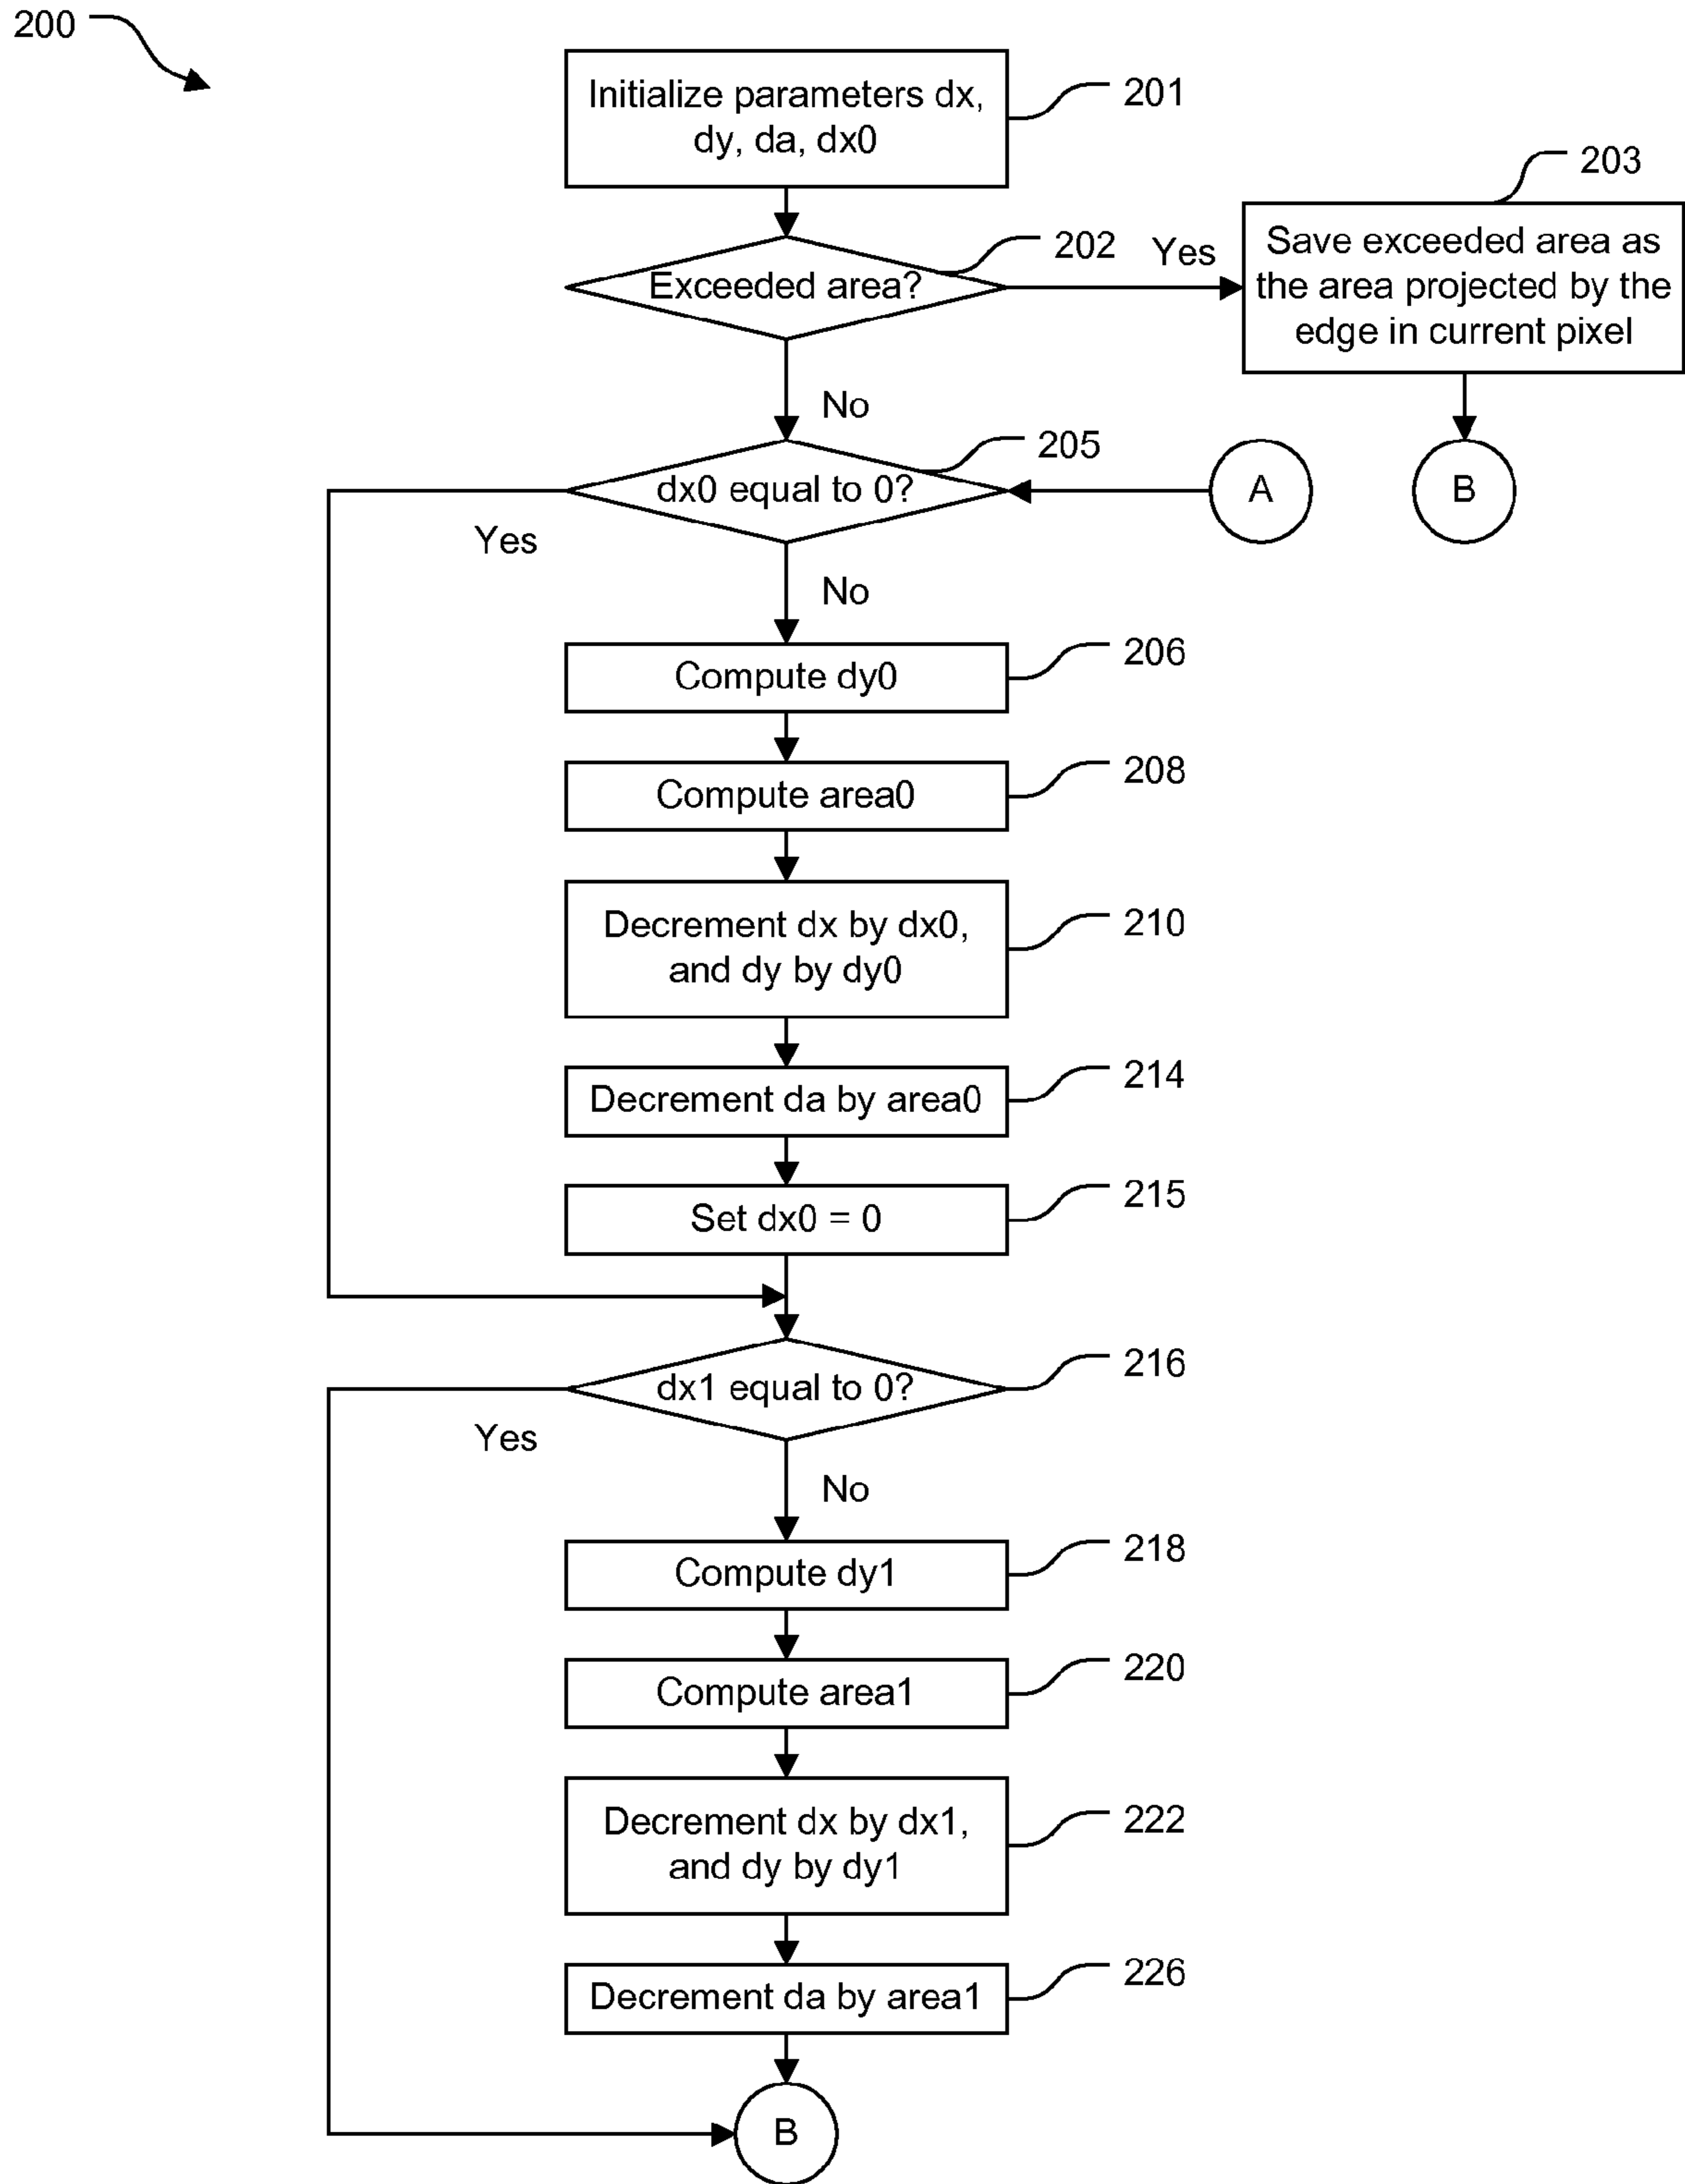 200
Initialize parameters dx,
dy, da, dx0
201
203
202
Yes
Exceeded area?
Save exceeded area as
the area projected by the
edge in current pixel
No
205
dx0 equal to 0?
A
B
Yes
No
206
Compute dy0
208
Compute area0
210
Decrement dx by dx0,
and dy by dy0
214
Decrement da by area0
215
Set dx0 = 0
216
dx1 equal to 0?
Yes
No
218
Compute dy1
220
Compute area1
222
Decrement dx by dx1,
and dy by dy1
226
Decrement da by area1
B